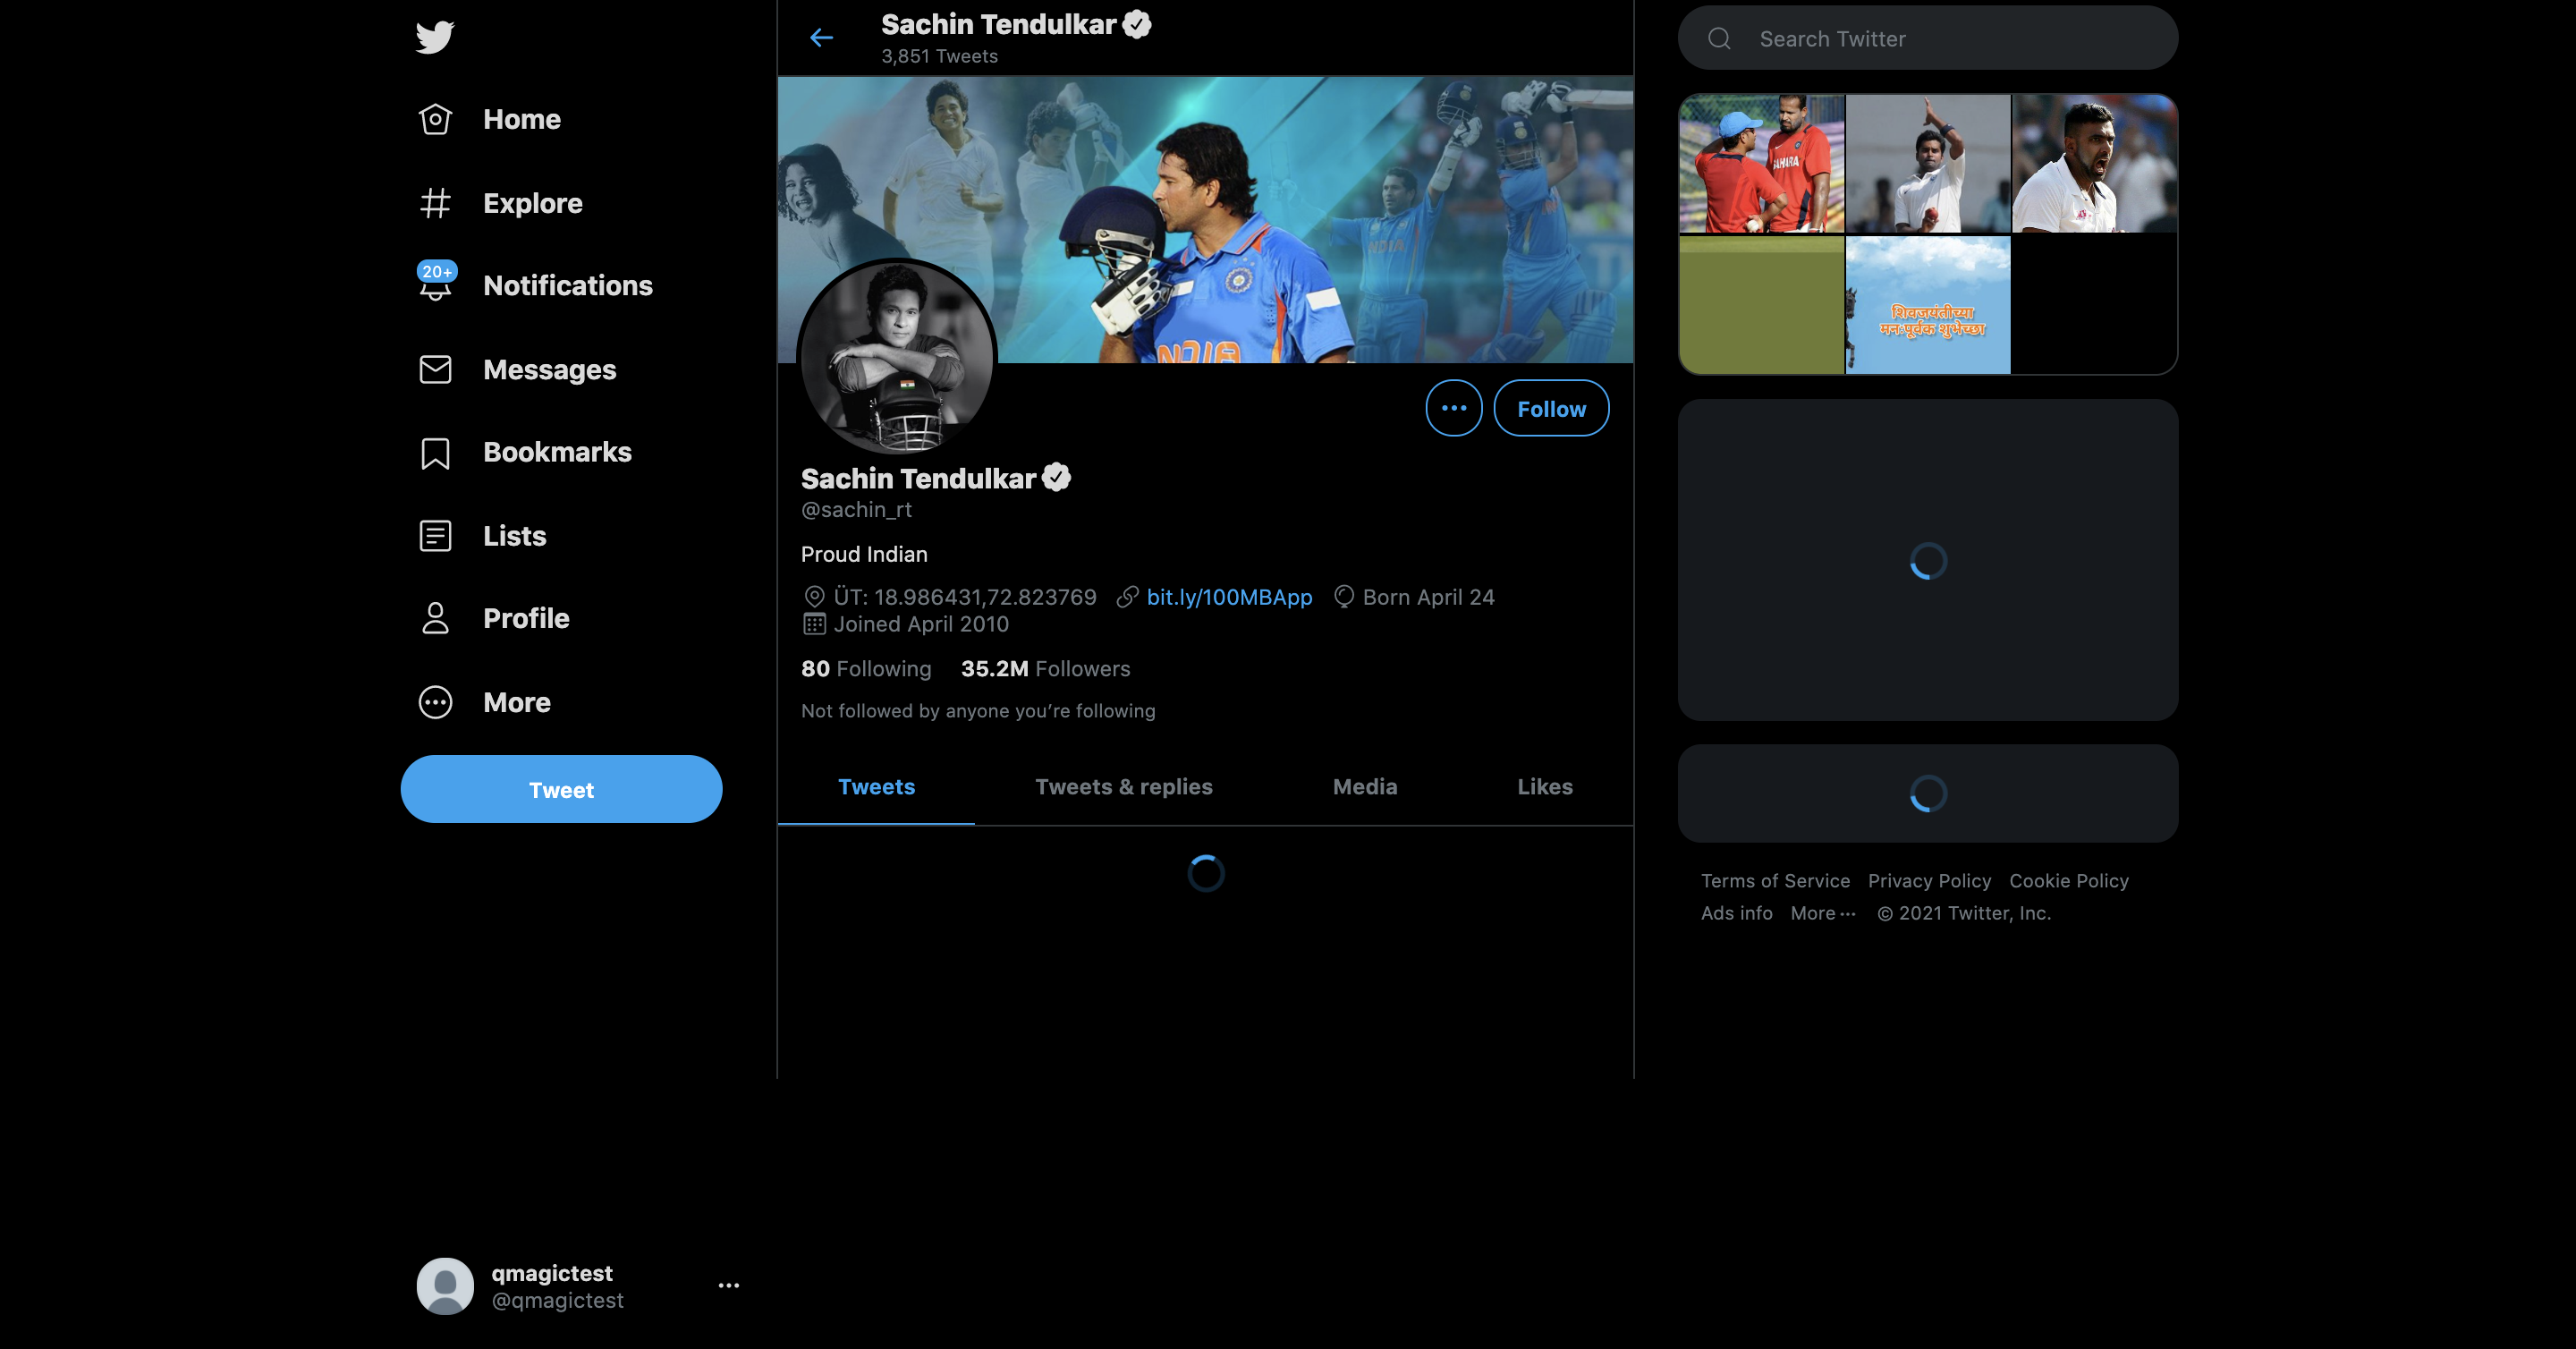 Home
Explore
20+
Notifications
Messages
Bookmarks
Lists
Profile
More
Tweet
qmagictest
@qmagictest
Sachin Tendulkar
3,851 Tweets
INDIA
INDIA
Follow
Sachin Tendulkar
@sachin_rt
Proud Indian
ÜT: 18.986431,72.823769 bit.ly/100MBApp Born April 24
Joined April 2010
80 Following 35.2M Followers
Not followed by anyone you’re following
Tweets Tweets & replies Media Likes
Search Twitter
SAHARA
शिवजयंतीच्या
मनःपूर्वक शुभेच्छा
Terms of Service Privacy Policy Cookie Policy
Ads info More ··· © 2021 Twitter, Inc.